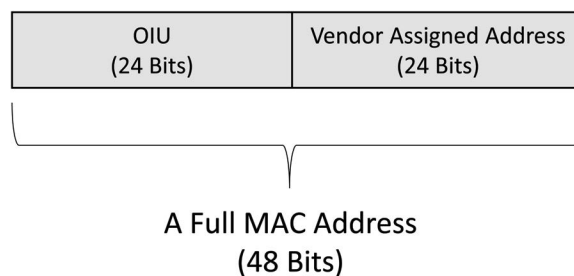 OIU
(24 Bits)
Vendor Assigned Address
(24 Bits)
A Full MAC Address
(48 Bits)